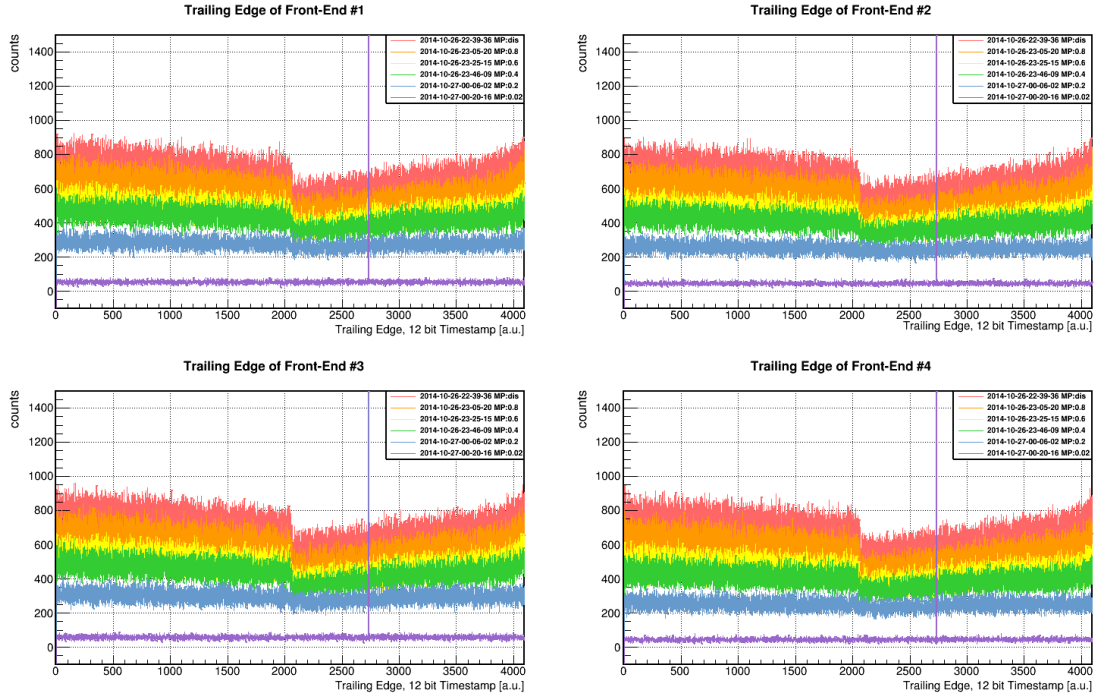 Trailing Edge of Front-End #1
counts
1400
1200
1000
800
600
400
200
0
2014-10-26-22-39-36 MP:dis
2014-10-26-23-05-20 MP:0.8
2014-10-26-23-25-15 MP:0.6
2014-10-26-23-46-09 MP:0.4
2014-10-27-00-06-02 MP:0.2
2014-10-27-00-20-16 MP:0.02
0 500 1000 1500 2000 2500 3000 3500 4000
Trailing Edge, 12 bit Timestamp [a.u.]
Trailing Edge of Front-End #2
counts
1400
1200
1000
800
600
400
200
0
2014-10-26-22-39-36 MP:dis
2014-10-26-23-05-20 MP:0.8
2014-10-26-23-25-15 MP:0.6
2014-10-26-23-46-09 MP:0.4
2014-10-27-00-06-02 MP:0.2
2014-10-27-00-20-16 MP:0.02
0 500 1000 1500 2000 2500 3000 3500 4000
Trailing Edge, 12 bit Timestamp [a.u.]
Trailing Edge of Front-End #3
counts
1400
1200
1000
800
600
400
200
0
2014-10-26-22-39-36 MP:dis
2014-10-26-23-05-20 MP:0.8
2014-10-26-23-25-15 MP:0.6
2014-10-26-23-46-09 MP:0.4
2014-10-27-00-06-02 MP:0.2
2014-10-27-00-20-16 MP:0.02
0 500 1000 1500 2000 2500 3000 3500 4000
Trailing Edge, 12 bit Timestamp [a.u.]
Trailing Edge of Front-End #4
counts
1400
1200
1000
800
600
400
200
0
2014-10-26-22-39-36 MP:dis
2014-10-26-23-05-20 MP:0.8
2014-10-26-23-25-15 MP:0.6
2014-10-26-23-46-09 MP:0.4
2014-10-27-00-06-02 MP:0.2
2014-10-27-00-20-16 MP:0.02
0 500 1000 1500 2000 2500 3000 3500 4000
Trailing Edge, 12 bit Timestamp [a.u.]